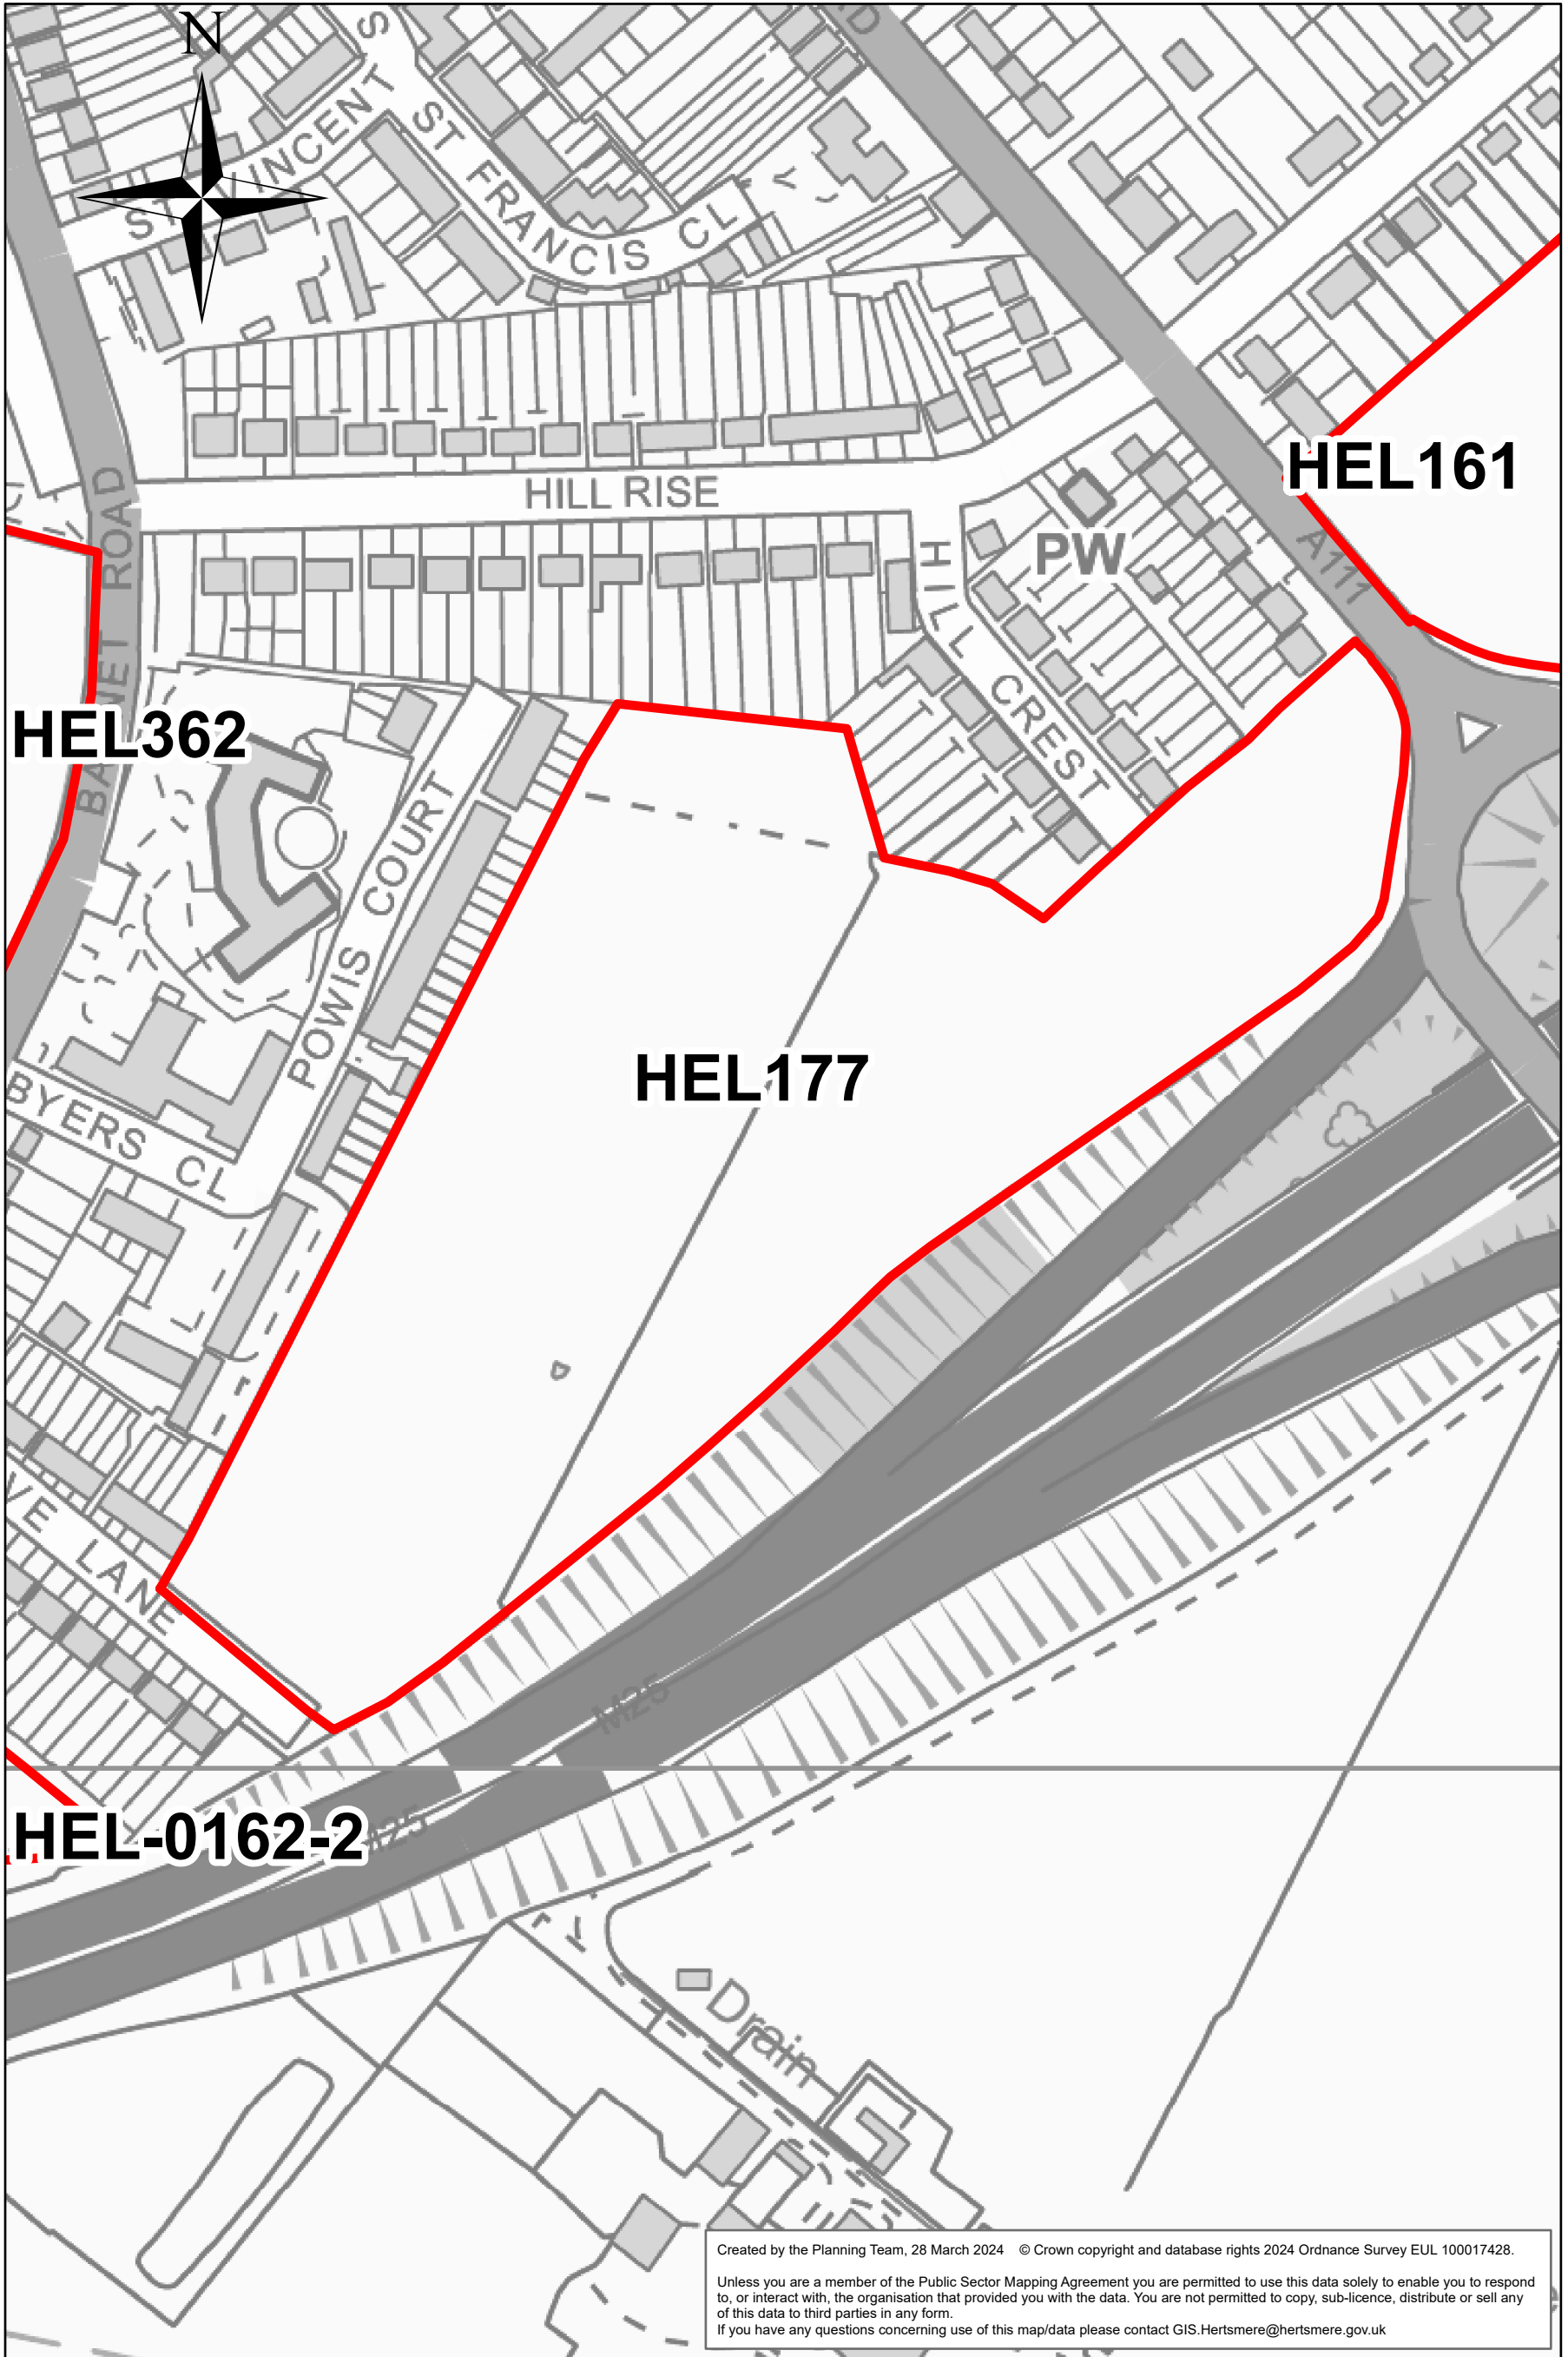 N
ST VINCENT
ST FRANCIS CL
HEL161
HILL RISE
PW
A111
BARNET ROAD
HILL CREST
HEL362
POWIS COURT
HEL177
BYERS CL
LANE
M25
M25
HEL-0162-2
Drain
Created by the Planning Team, 28 March 2024 © Crown copyright and database rights 2024 Ordnance Survey EUL 100017428.
Unless you are a member of the Public Sector Mapping Agreement you are permitted to use this data solely to enable you to respond
to, or interact with, the organisation that provided you with the data. You are not permitted to copy, sub-licence, distribute or sell any
of this data to third parties in any form.
If you have any questions concerning use of this map/data please contact GIS.Hertsmere@hertsmere.gov.uk